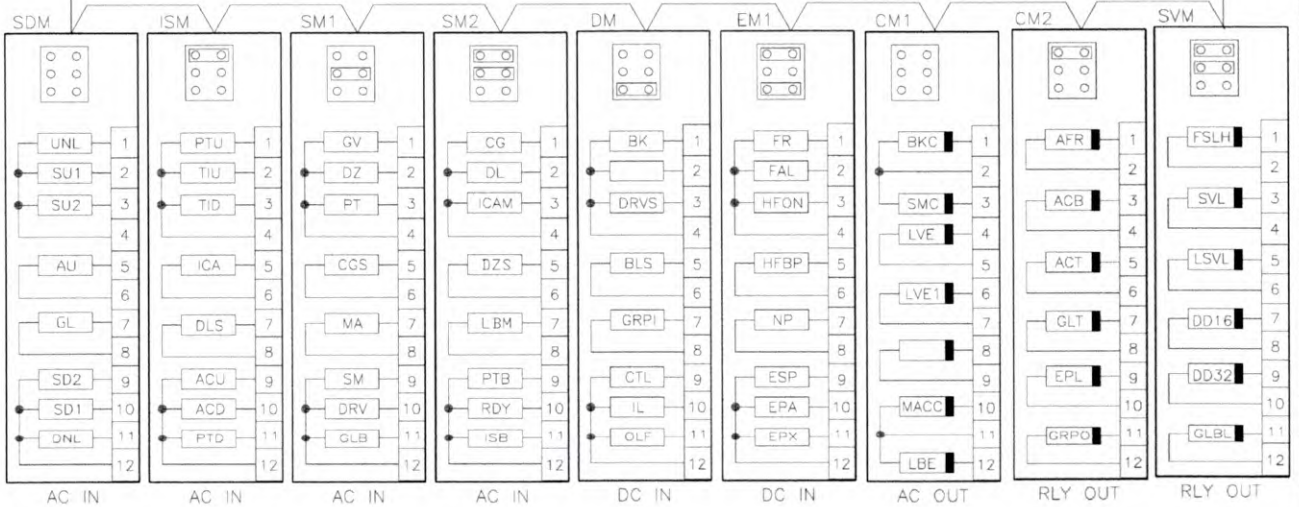 SDM ISM SM1 SM2 DM EM1 CM1 CM2 SVM
UNL 1 PTU 1 GV 1 CG 1 BK 1 FR 1 BKC 1 AFR 1 FSLH 1
SU1 2 TIU 2 DZ 2 DL 2 2 FAL 2 2 2 2
SU2 3 TID 3 PT 3 ICAM 3 DRVS 3 HFON 3 SMC 3 ACB 3 SVL 3
4 4 4 4 4 4 LVE 4 4 4
AU 5 ICA 5 CGS 5 DZS 5 BLS 5 HFBP 5 5 ACT 5 LSVL 5
6 6 6 6 6 6 LVE1 6 6 6
GL 7 DLS 7 MA 7 LBM 7 GRPI 7 NP 7 7 GLT 7 DD16 7
8 8 8 8 8 8 8 8 8
SD2 9 ACU 9 SM 9 PTB 9 CTL 9 ESP 9 9 EPL 9 DD32 9
SD1 10 ACD 10 DRV 10 RDY 10 IL 10 EPA 10 MACC 10 10 10
DNL 11 PTD 11 GLB 11 ISB 11 OLF 11 EPX 11 11 GRPO 11 GLBL 11
12 12 12 12 12 12 LBE 12 12 12
AC IN AC IN AC IN AC IN DC IN DC IN AC OUT RLY OUT RLY OUT